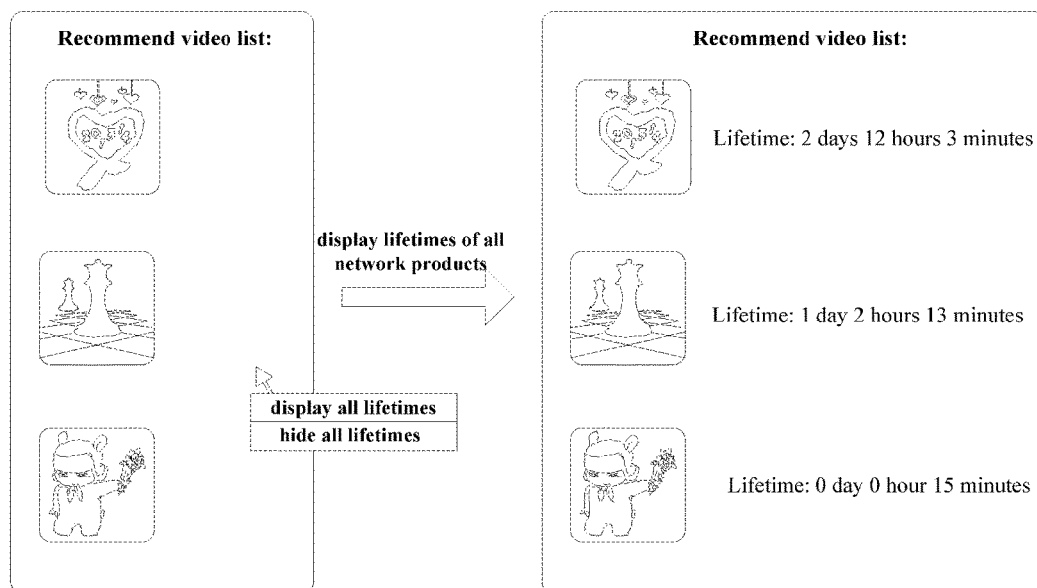 Recommend video list:
display lifetimes of all
network products
display all lifetimes
hide all lifetimes
Recommend video list:
Lifetime: 2 days 12 hours 3 minutes
Lifetime: 1 day 2 hours 13 minutes
Lifetime: 0 day 0 hour 15 minutes